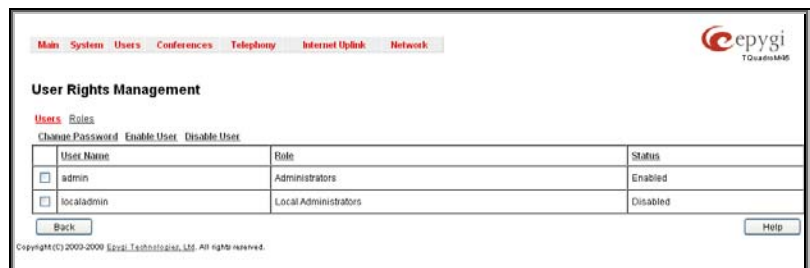 Main System Users Conferences Telephony Internet Uplink Network
epygi
User Rights Management
Users Roles
Change Password Enable User Disable User
User Name Role Status
admin Administrators Enabled
localadmin Local Administrators Disabled
Back Help
Copyright (C) 2003-2008 Epygi Technologies, Ltd. All rights reserved.